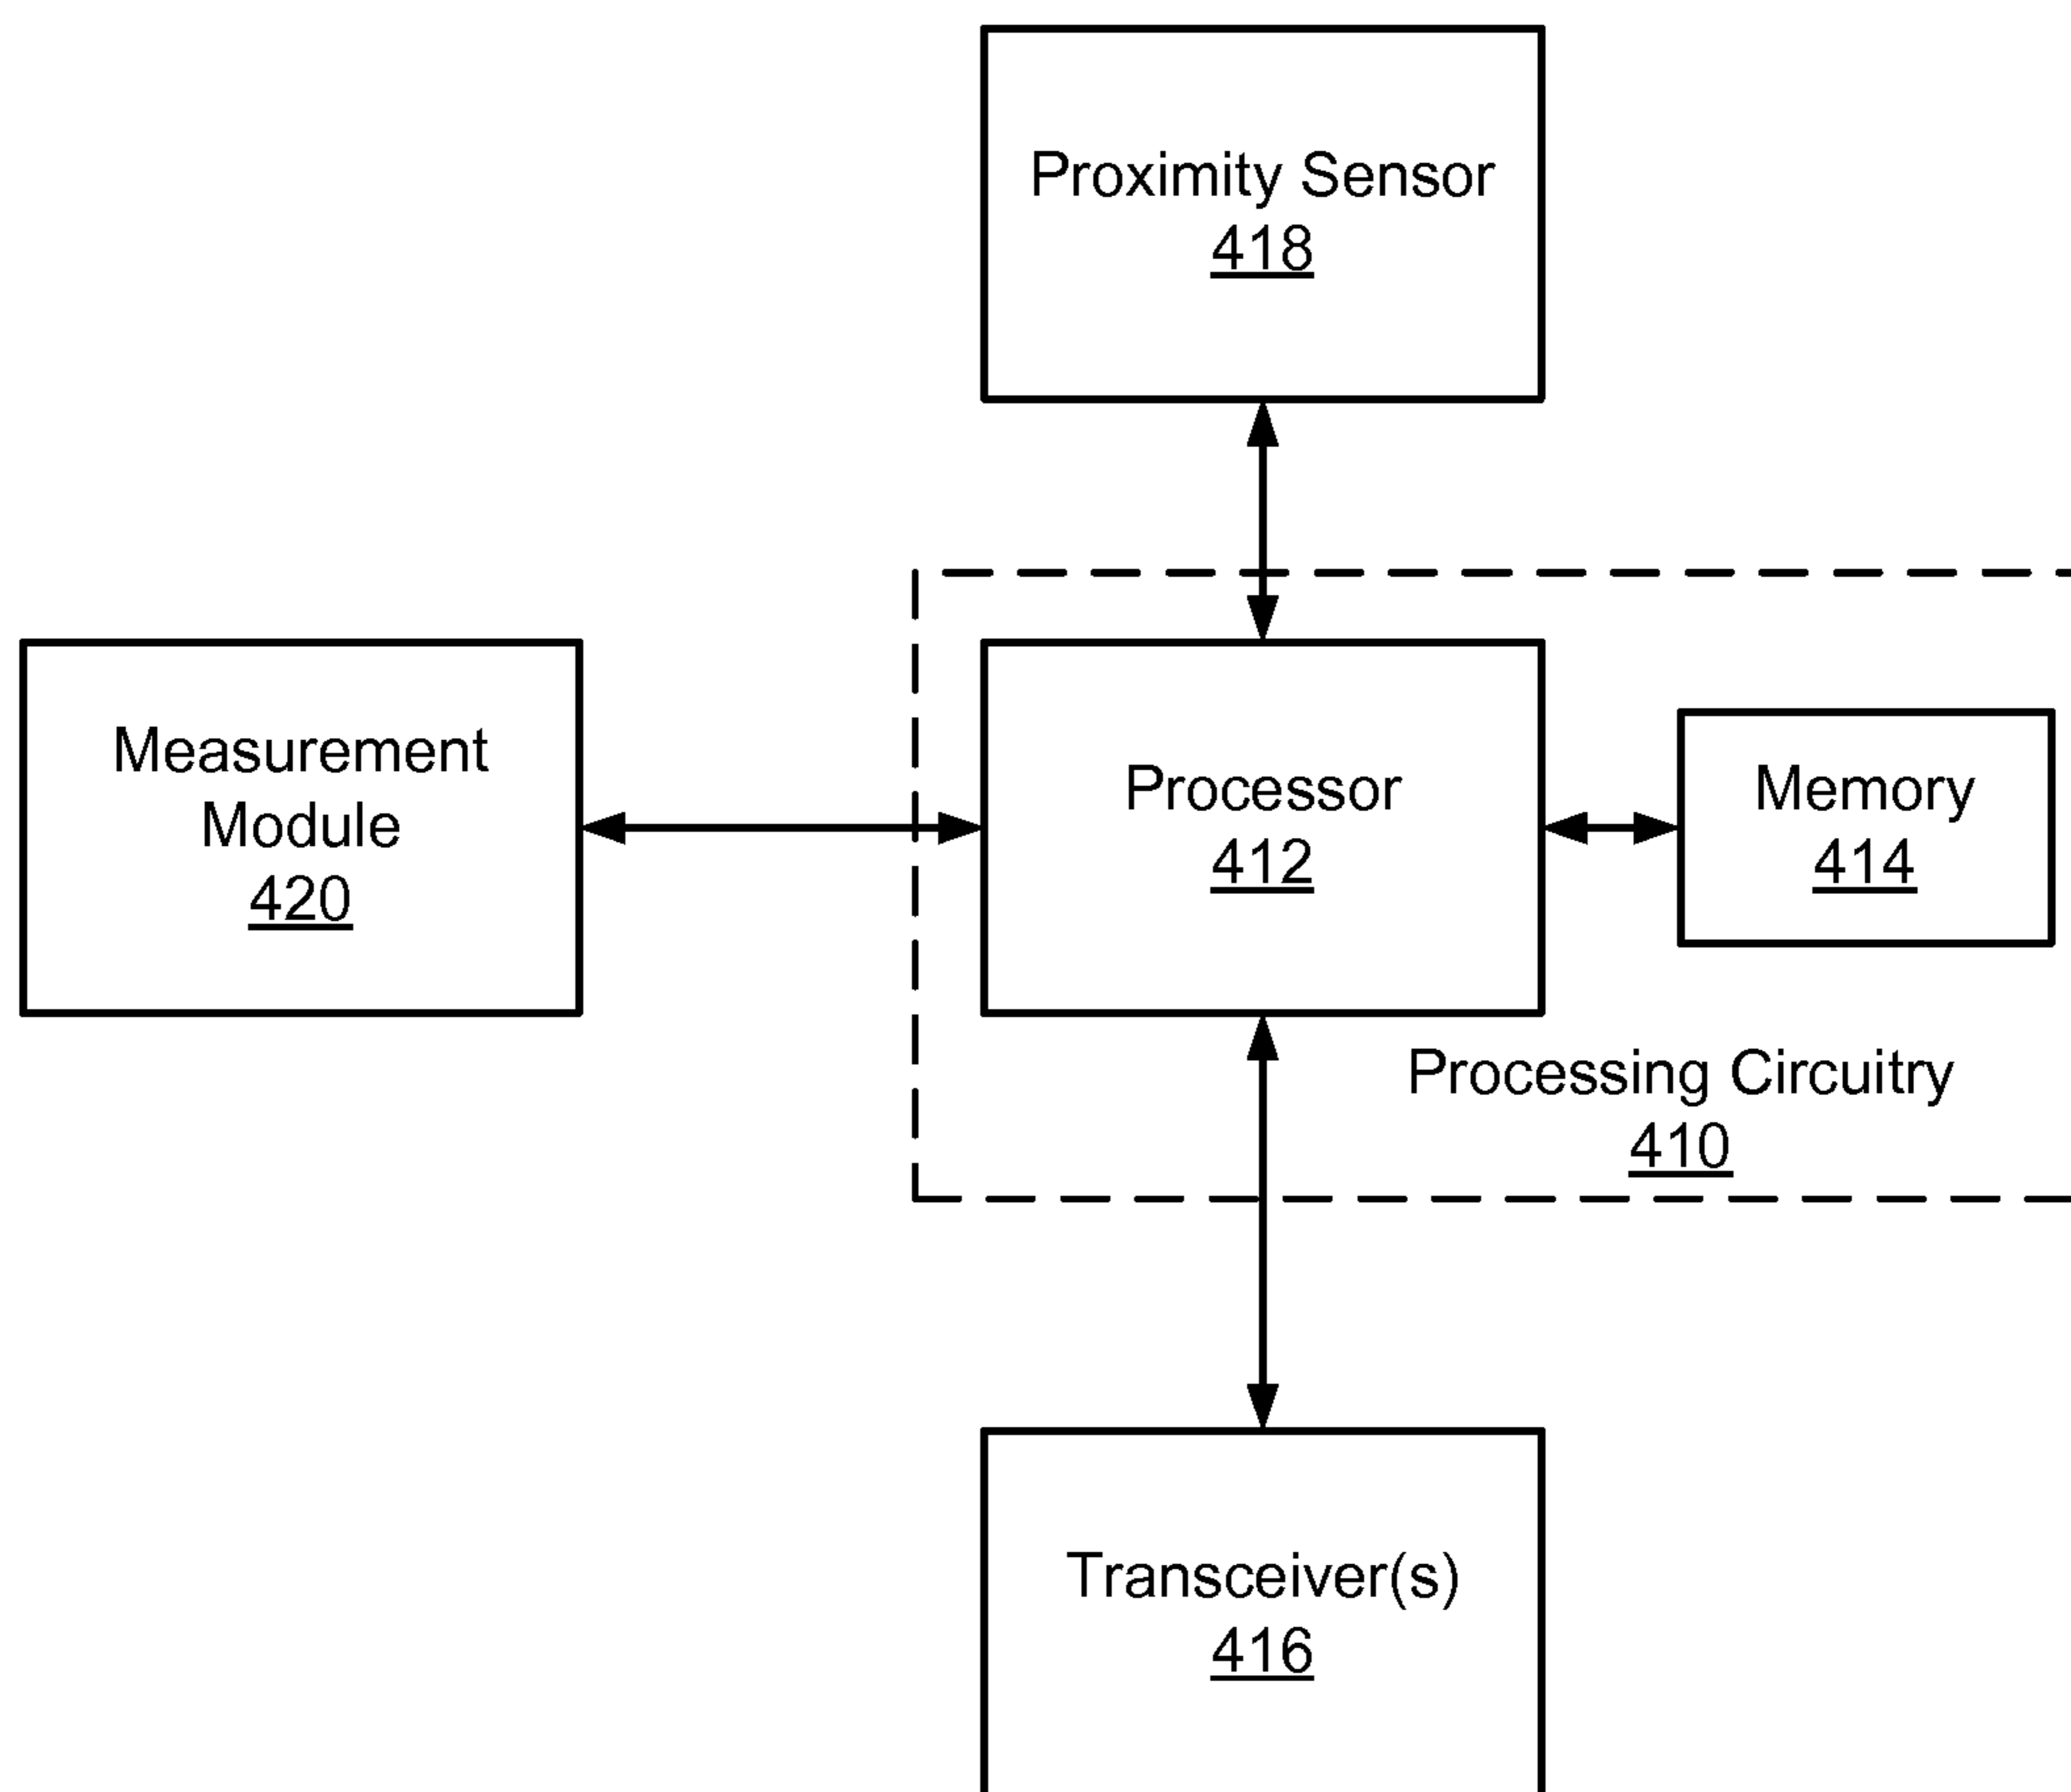 Proximity Sensor
418
Measurement
Module
420
Processor
412
Memory
414
Processing Circuitry
410
Transceiver(s)
416